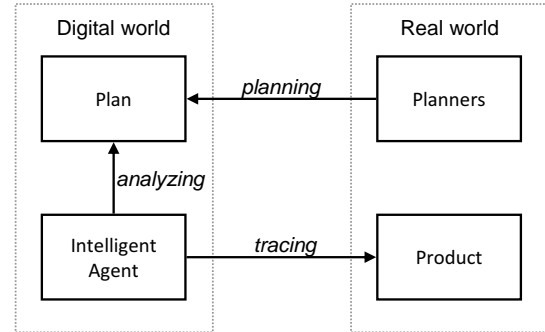 Digital world
Real world
Plan
planning
Planners
analyzing
Intelligent
Agent
tracing
Product